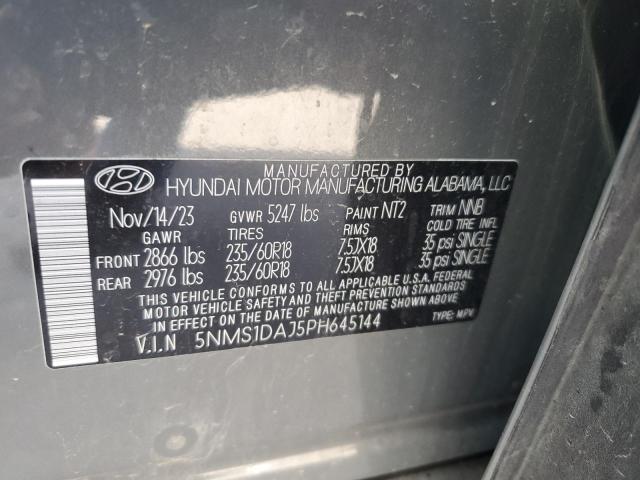 MANUFACTURED BY
HYUNDAI MOTOR MANUFACTURING ALABAMA, LLC
Nov/14/23 GVWR 5247 lbs PAINT NT2 TRIM NNB
GAWR TIRES RIMS COLD TIRE INFL
FRONT 2866 lbs 235/60R18 7.5JX18 35 psi SINGLE
REAR 2976 lbs 235/60R18 7.5JX18 35 psi SINGLE
THIS VEHICLE CONFORMS TO ALL APPLICABLE U.S.A. FEDERAL
MOTOR VEHICLE SAFETY AND THEFT PREVENTION STANDARDS
IN EFFECT ON THE DATE OF MANUFACTURE SHOWN ABOVE.
V.I.N 5NMS1DAJ5PH645144 TYPE: MPV